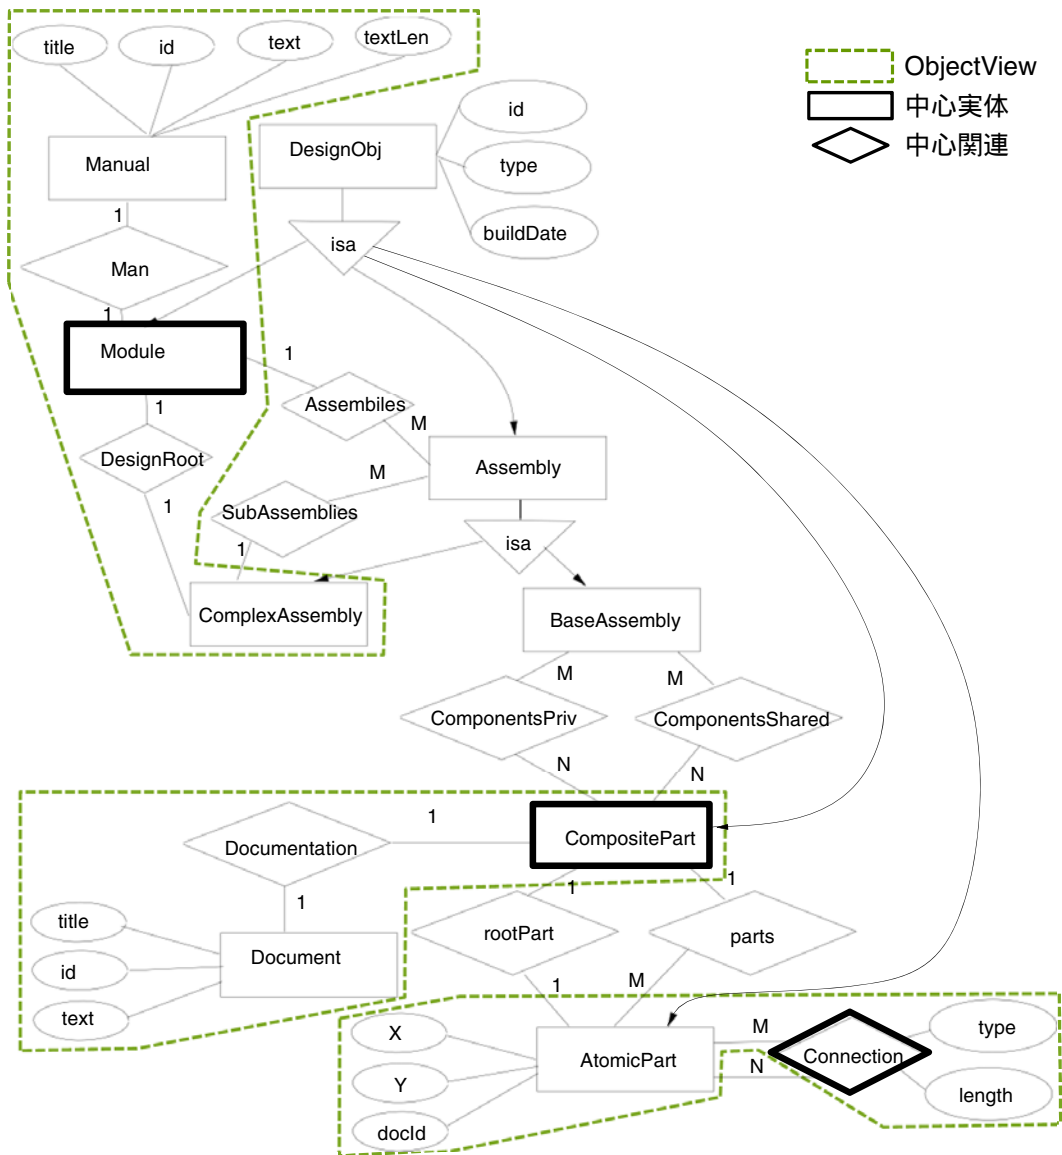 title
id
text
textLen
ObjectView
中心実体
中心関連
id
DesignObj
type
Manual
buildDate
1
isa
Man
1
Module
1
1
Assembiles
M
DesignRoot
M
Assembly
1
SubAssemblies
1
isa
ComplexAssembly
BaseAssembly
M
M
ComponentsPriv
ComponentsShared
N
N
1
CompositePart
Documentation
1
1
1
title
rootPart
parts
Document
id
1
M
text
X
M
type
AtomicPart
Connection
Y
N
length
docId